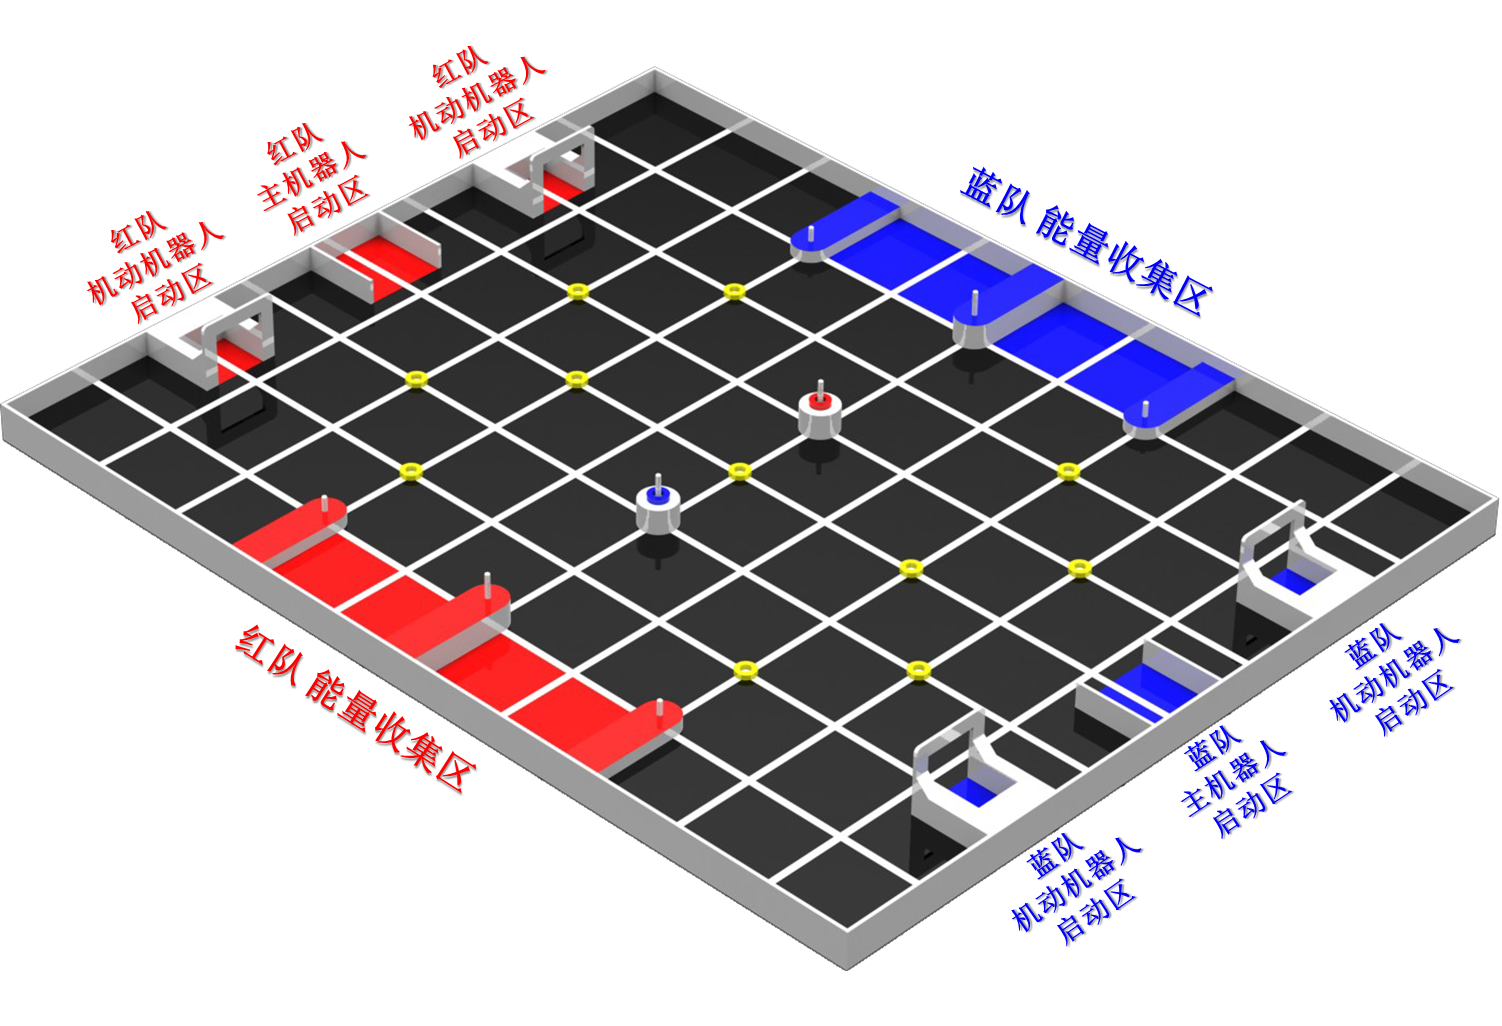 红队
机动机器人
启动区
红队
主机器人
启动区
红队
机动机器人
启动区
蓝队 能量收集区
红队 能量收集区
蓝队
机动机器人
启动区
蓝队
主机器人
启动区
蓝队
机动机器人
启动区